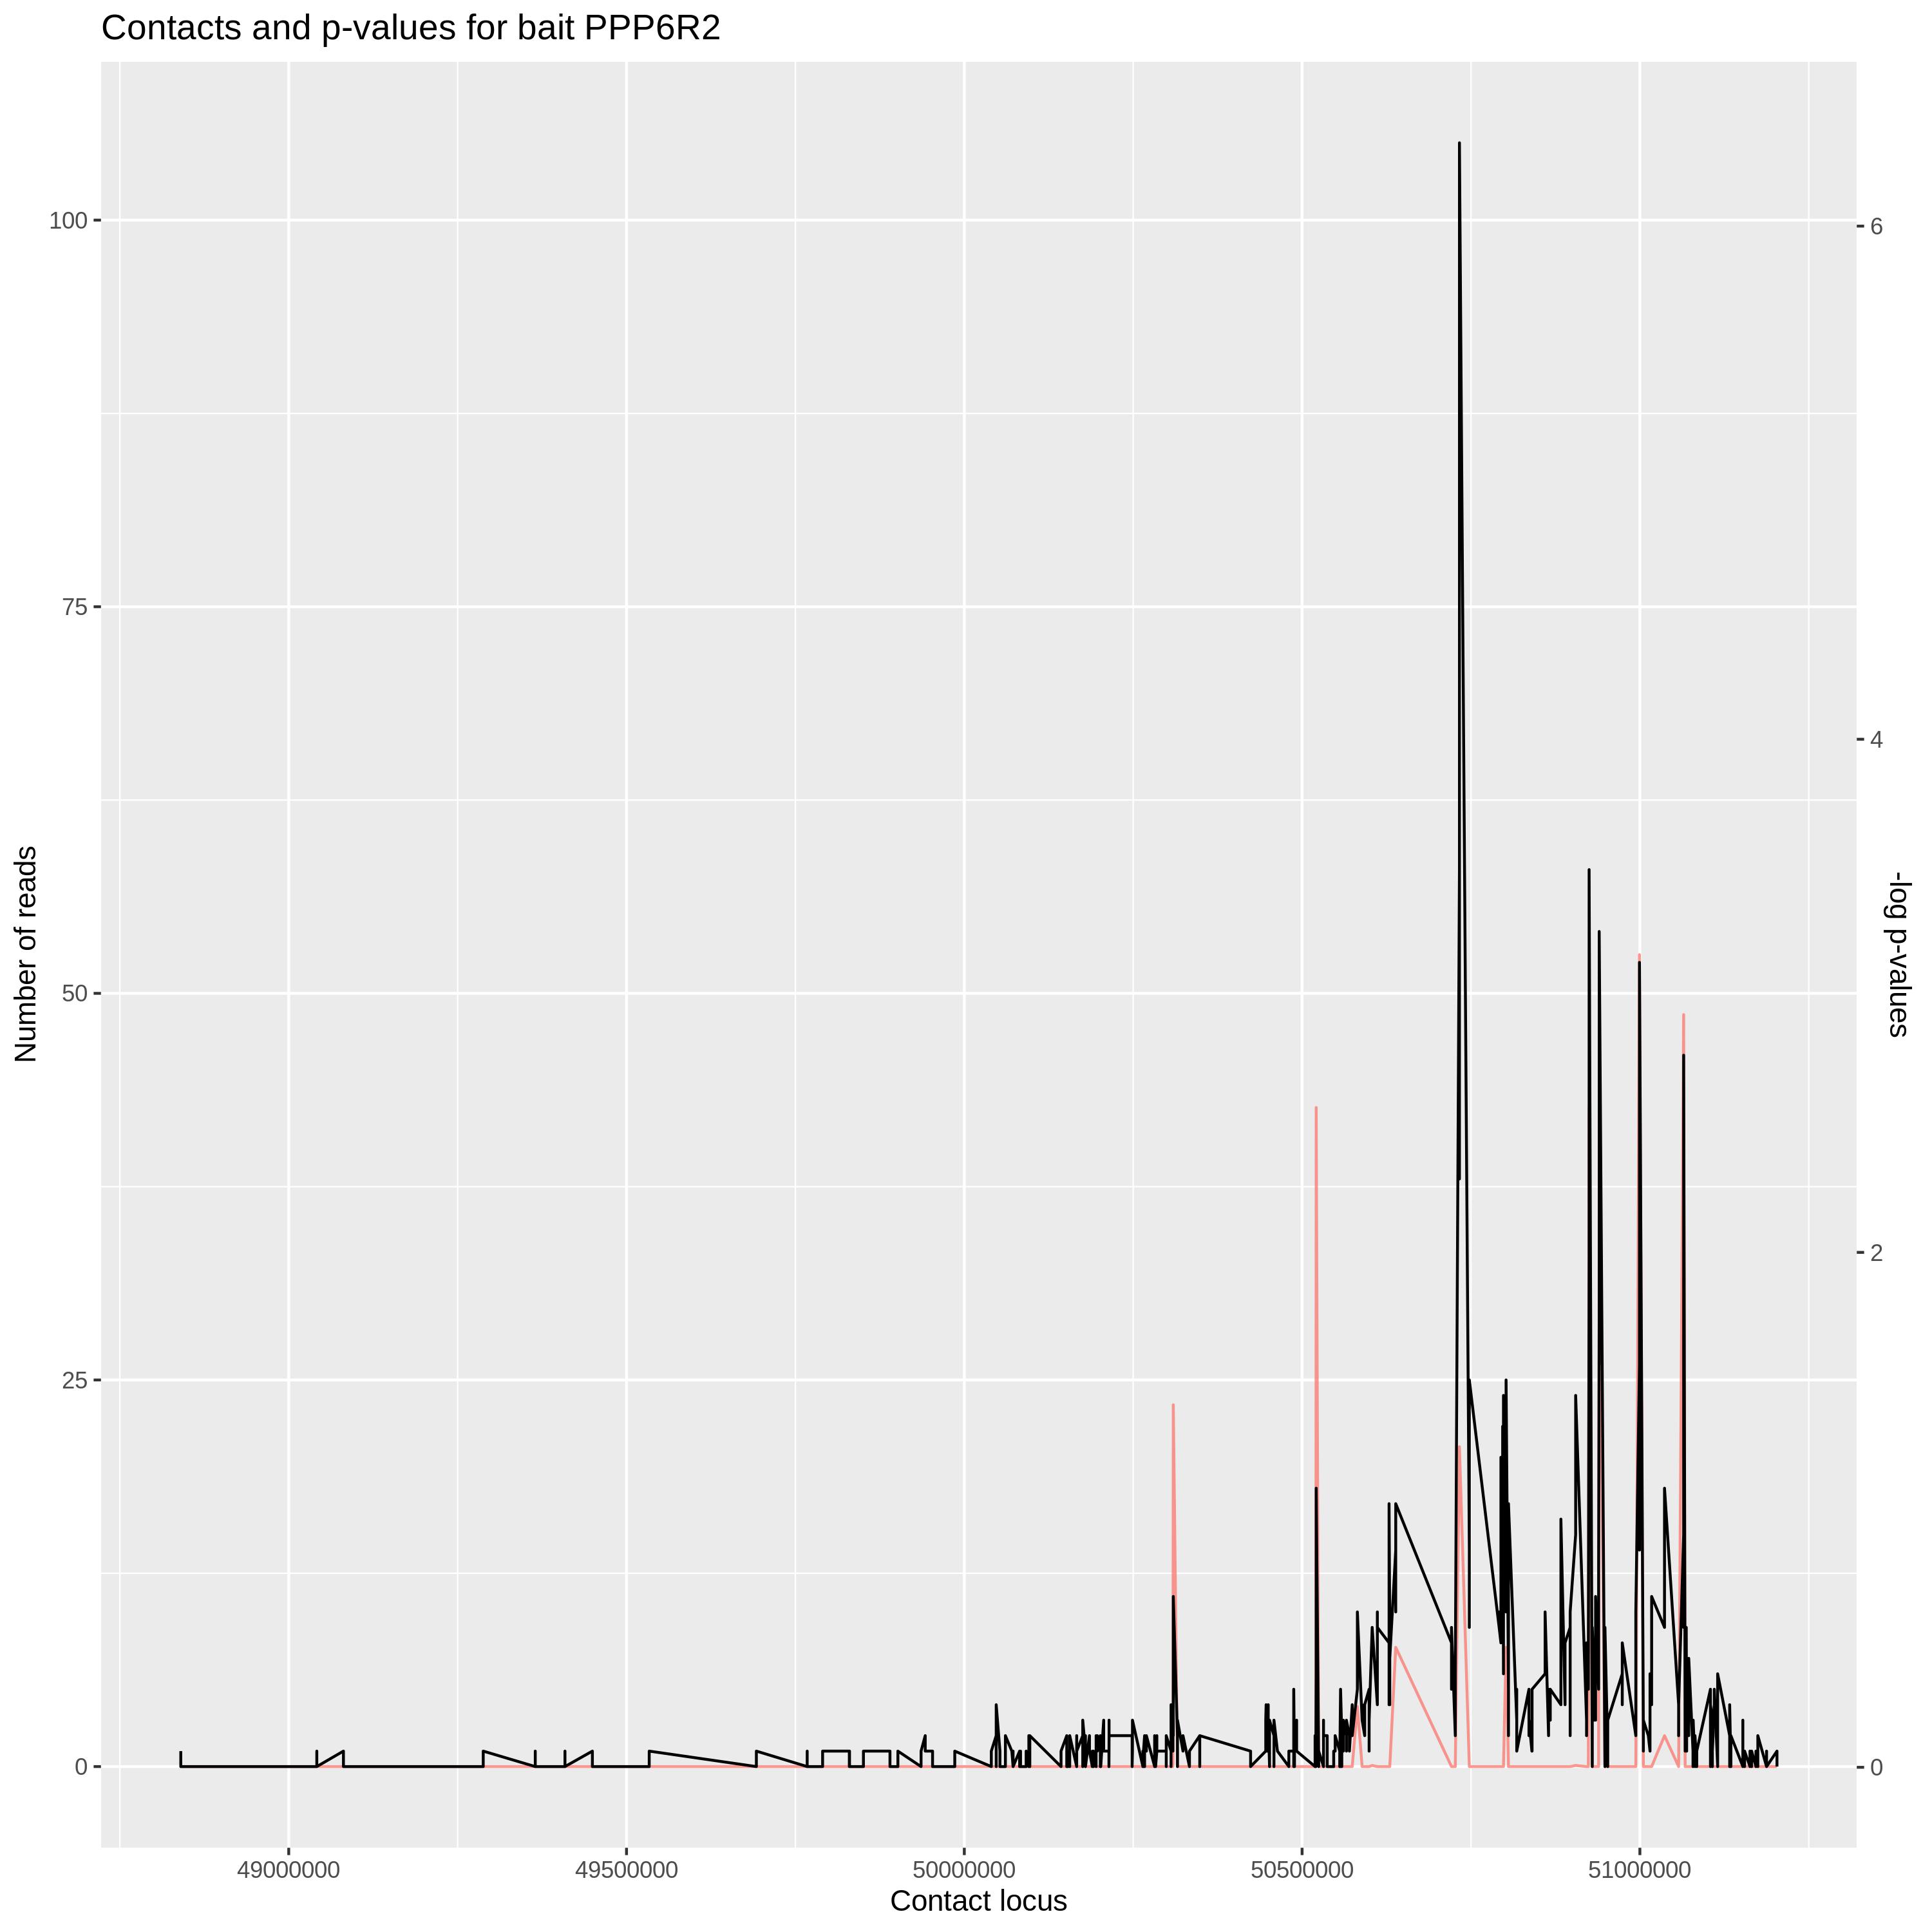 Contacts and p-values for bait PPP6R2
100
75
50
25
0
6
4
2
0
Number of reads
-log p-values
49000000 49500000 50000000 50500000 51000000
Contact locus